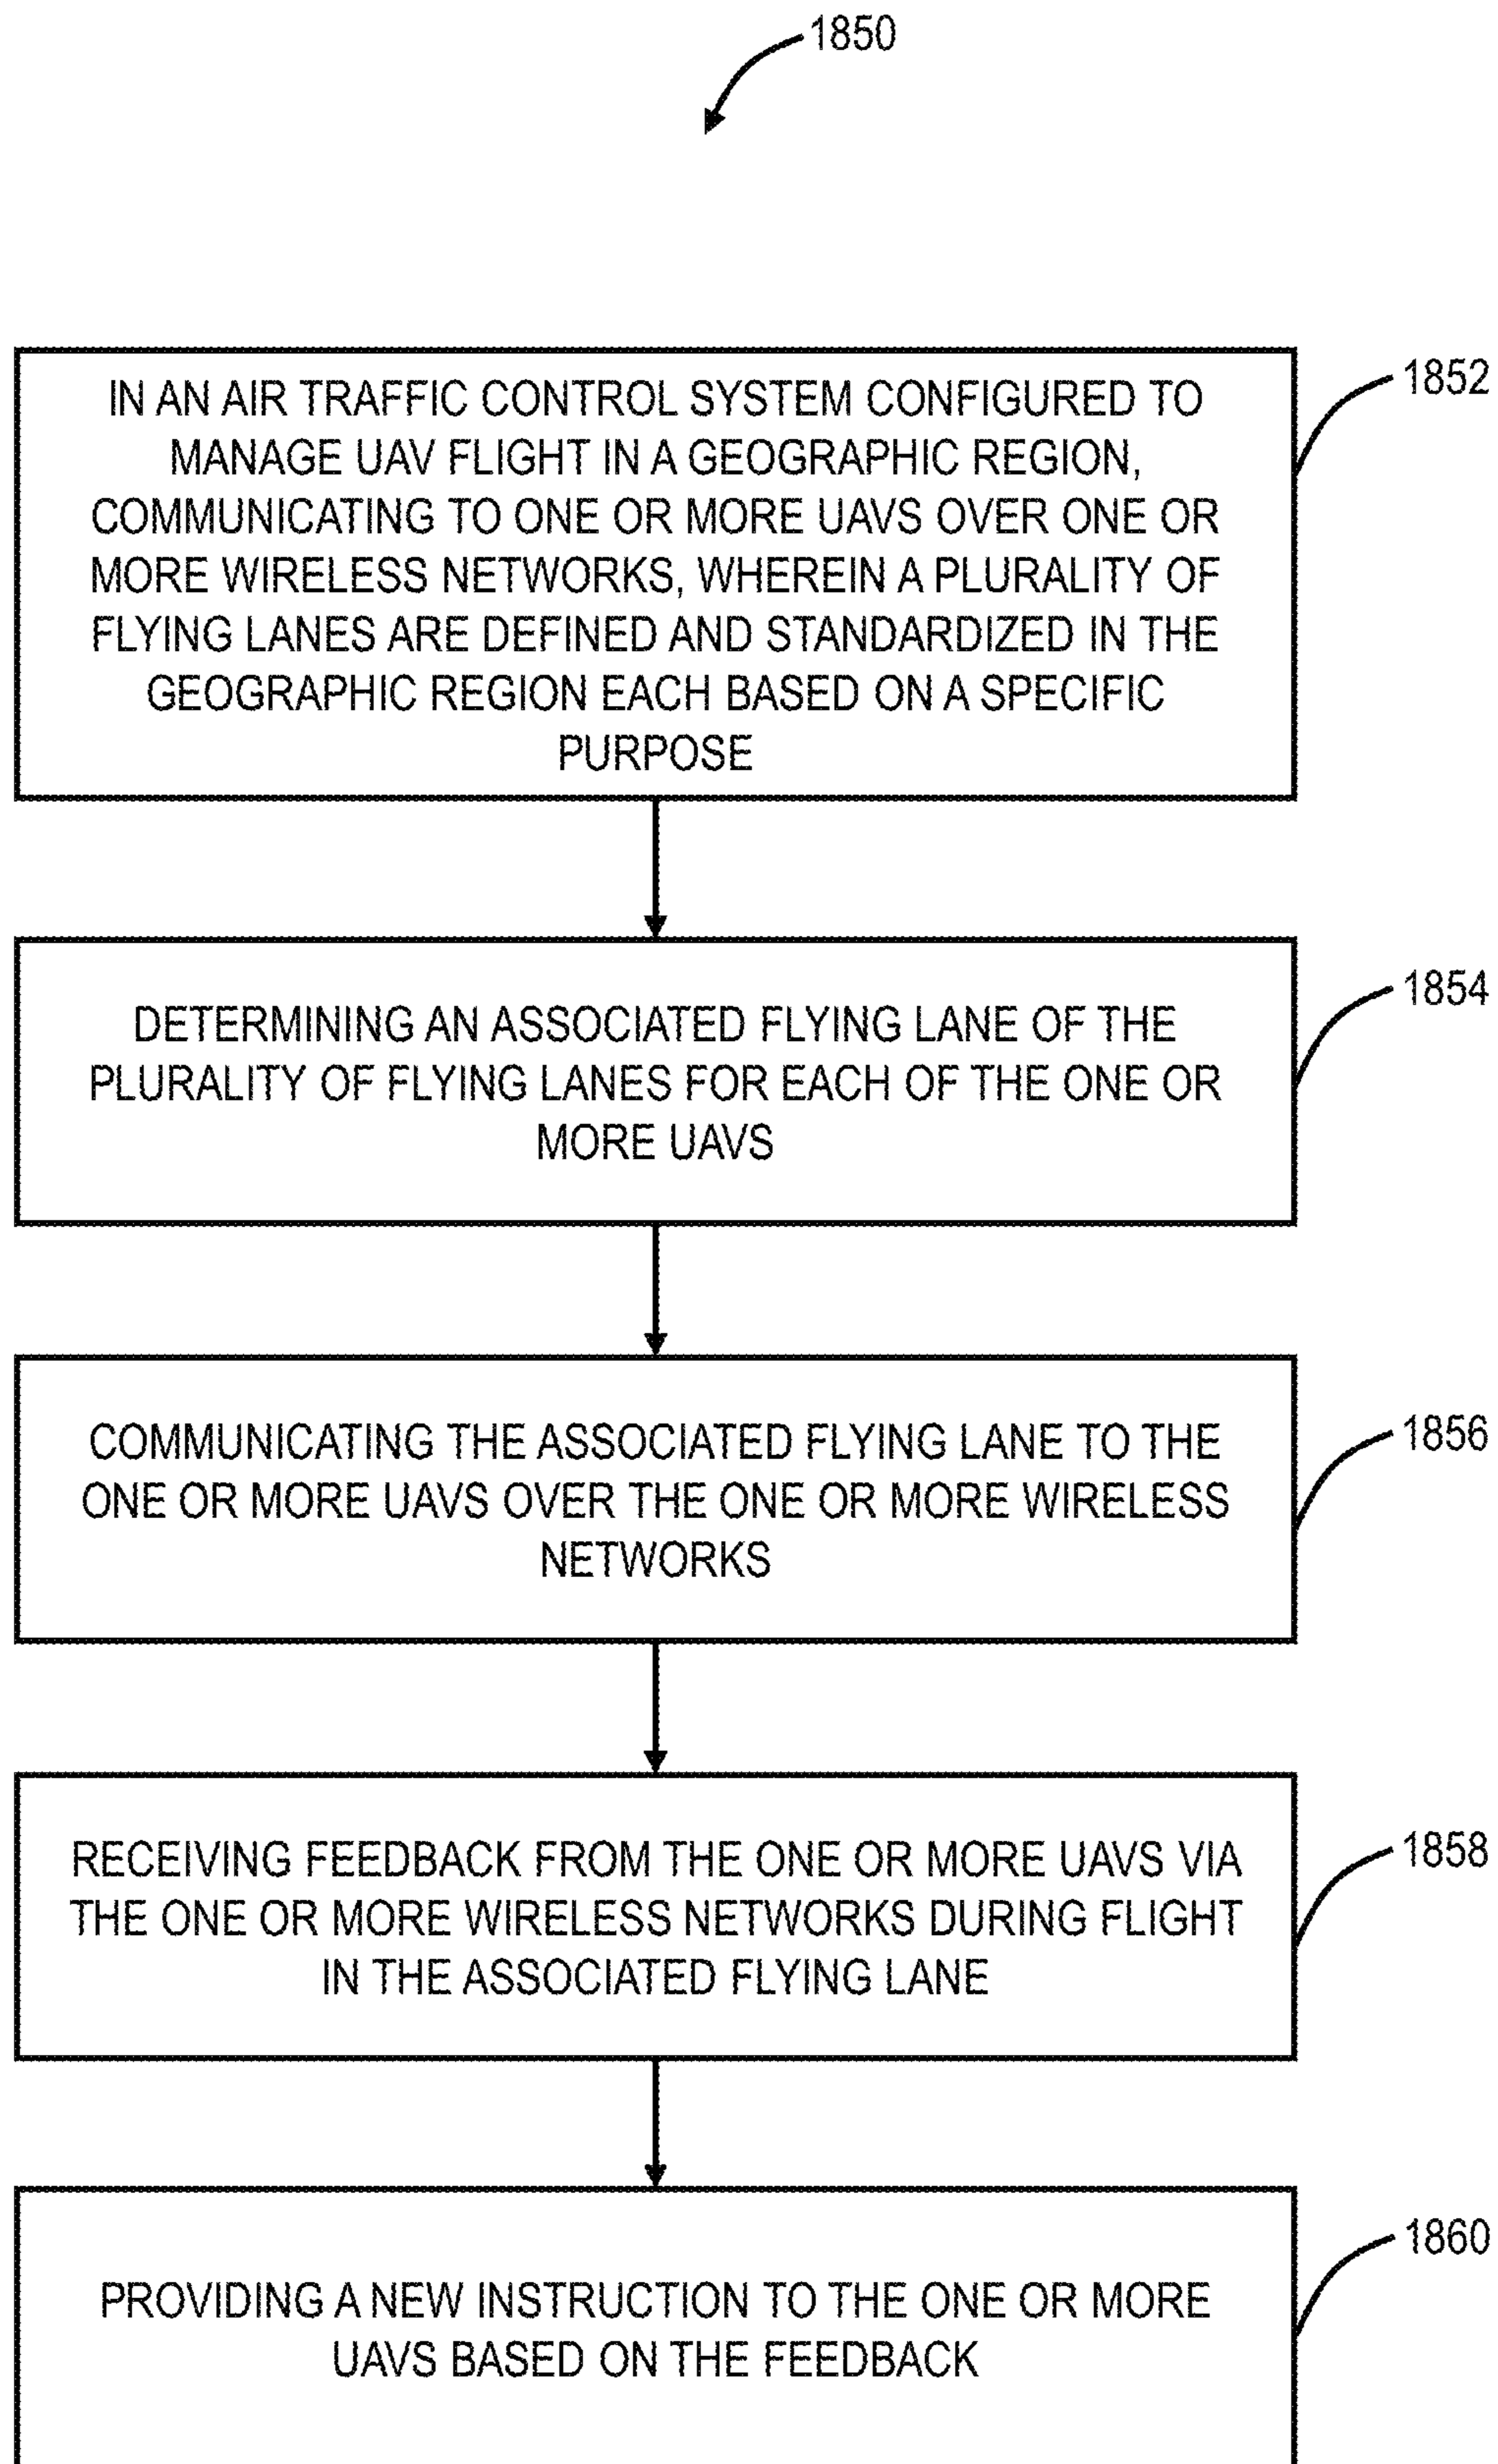 1850
IN AN AIR TRAFFIC CONTROL SYSTEM CONFIGURED TO
MANAGE UAV FLIGHT IN A GEOGRAPHIC REGION,
COMMUNICATING TO ONE OR MORE UAVS OVER ONE OR
MORE WIRELESS NETWORKS, WHEREIN A PLURALITY OF
FLYING LANES ARE DEFINED AND STANDARDIZED IN THE
GEOGRAPHIC REGION EACH BASED ON A SPECIFIC
PURPOSE
1852
DETERMINING AN ASSOCIATED FLYING LANE OF THE
PLURALITY OF FLYING LANES FOR EACH OF THE ONE OR
MORE UAVS
1854
COMMUNICATING THE ASSOCIATED FLYING LANE TO THE
ONE OR MORE UAVS OVER THE ONE OR MORE WIRELESS
NETWORKS
1856
RECEIVING FEEDBACK FROM THE ONE OR MORE UAVS VIA
THE ONE OR MORE WIRELESS NETWORKS DURING FLIGHT
IN THE ASSOCIATED FLYING LANE
1858
PROVIDING A NEW INSTRUCTION TO THE ONE OR MORE
UAVS BASED ON THE FEEDBACK
1860